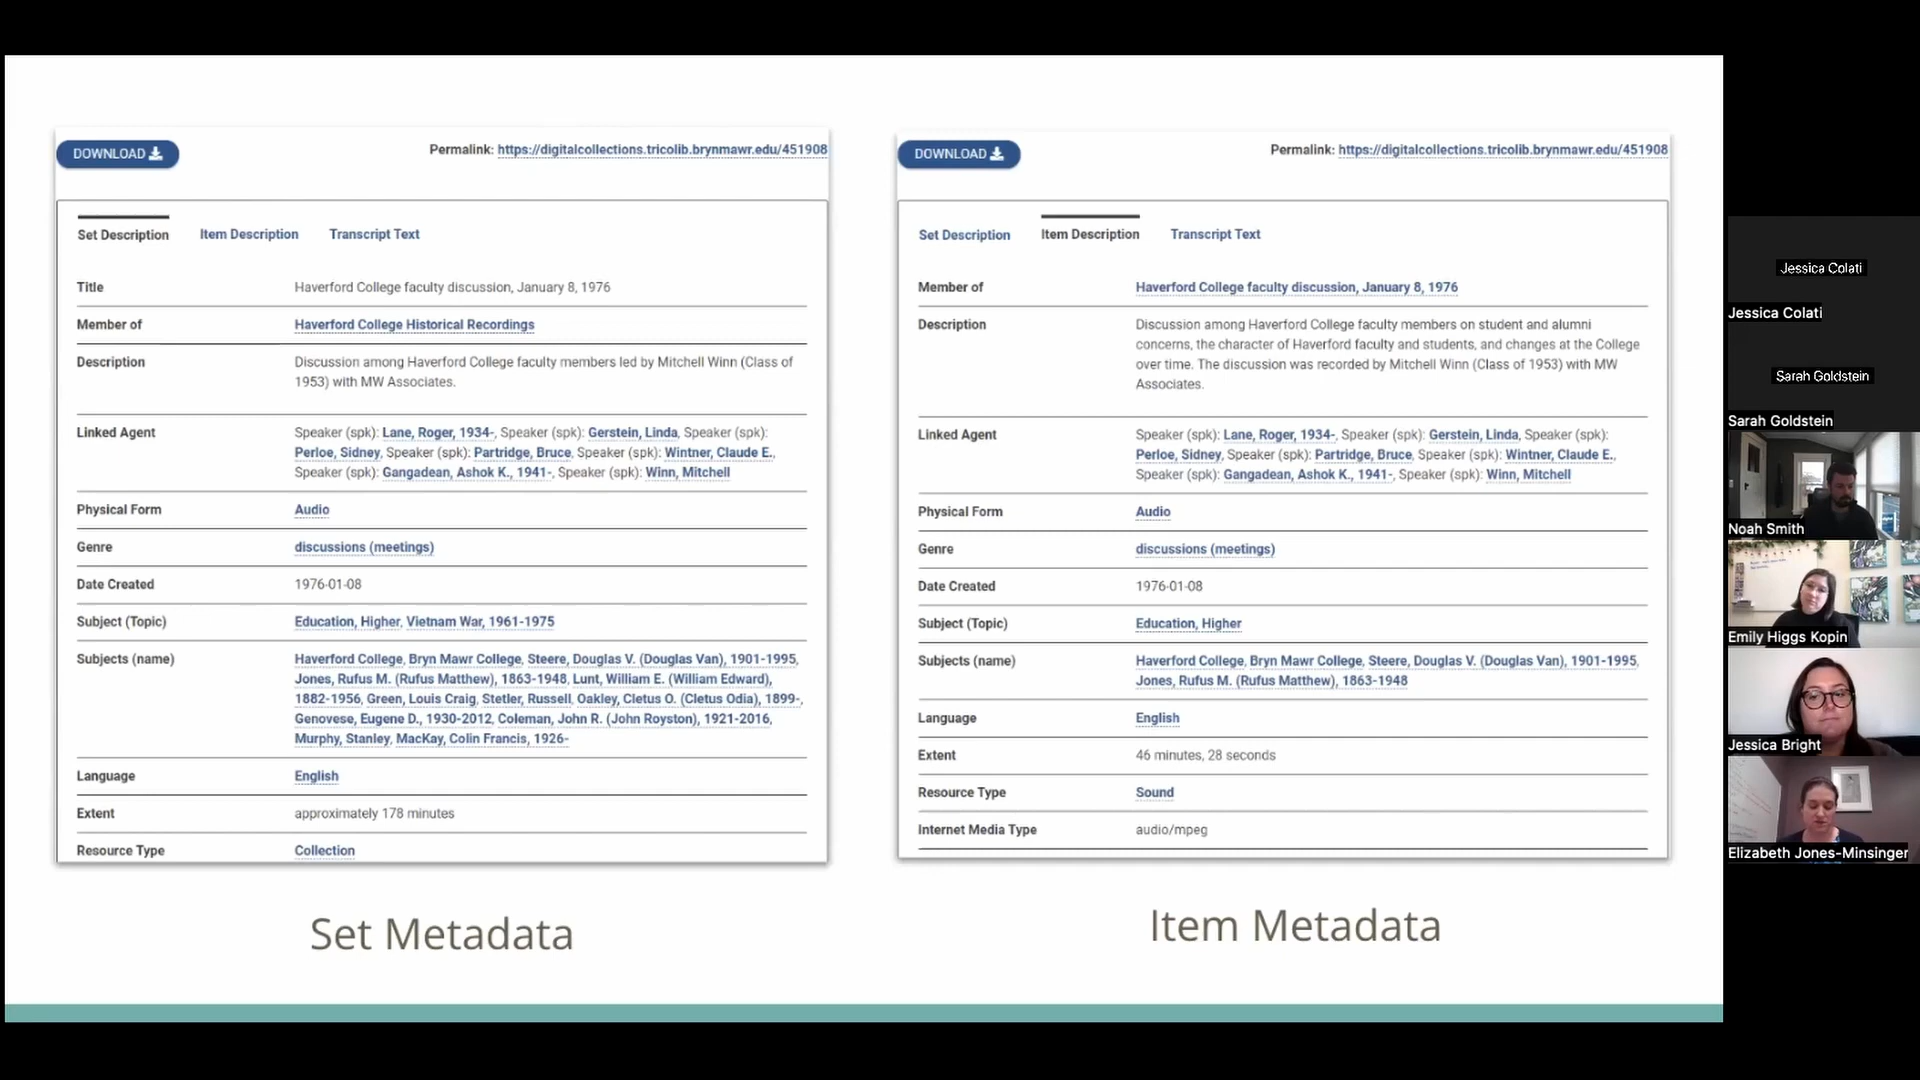 DOWNLOAD
Permalink: https://digitalcollections.tricolib.brynmawr.edu/451908
Set Description Item Description Transcript Text
Title Haverford College faculty discussion, January 8, 1976
Member of Haverford College Historical Recordings
Description Discussion among Haverford College faculty members led by Mitchell Winn (Class of
1953) with MW Associates.
Linked Agent Speaker (spk): Lane, Roger, 1934-, Speaker (spk): Gerstein, Linda, Speaker (spk):
Perloe, Sidney, Speaker (spk): Partridge, Bruce, Speaker (spk): Wintner, Claude E.,
Speaker (spk): Gangadean, Ashok K., 1941-, Speaker (spk): Winn, Mitchell
Physical Form Audio
Genre discussions (meetings)
Date Created 1976-01-08
Subject (Topic) Education, Higher, Vietnam War, 1961-1975
Subjects (name) Haverford College, Bryn Mawr College, Steere, Douglas V. (Douglas Van), 1901-1995,
Jones, Rufus M. (Rufus Matthew), 1863-1948, Lunt, William E. (William Edward),
1882-1956, Green, Louis Craig, Stetler, Russell, Oakley, Cletus O. (Cletus Odia), 1899-,
Genovese, Eugene D., 1930-2012, Coleman, John R. (John Royston), 1921-2016,
Murphy, Stanley, MacKay, Colin Francis, 1926-
Language English
Extent approximately 178 minutes
Resource Type Collection
Set Metadata
DOWNLOAD
Permalink: https://digitalcollections.tricolib.brynmawr.edu/451908
Set Description Item Description Transcript Text
Member of Haverford College faculty discussion, January 8, 1976
Description Discussion among Haverford College faculty members on student and alumni
concerns, the character of Haverford faculty and students, and changes at the College
over time. The discussion was recorded by Mitchell Winn (Class of 1953) with MW
Associates.
Linked Agent Speaker (spk): Lane, Roger, 1934-, Speaker (spk): Gerstein, Linda, Speaker (spk):
Perloe, Sidney, Speaker (spk): Partridge, Bruce, Speaker (spk): Wintner, Claude E.,
Speaker (spk): Gangadean, Ashok K., 1941-, Speaker (spk): Winn, Mitchell
Physical Form Audio
Genre discussions (meetings)
Date Created 1976-01-08
Subject (Topic) Education, Higher
Subjects (name) Haverford College, Bryn Mawr College, Steere, Douglas V. (Douglas Van), 1901-1995,
Jones, Rufus M. (Rufus Matthew), 1863-1948
Language English
Extent 46 minutes, 28 seconds
Resource Type Sound
Internet Media Type audio/mpeg
Item Metadata
Jessica Colati
Jessica Colati
Sarah Goldstein
Sarah Goldstein
Noah Smith
Emily Higgs Kopin
Jessica Bright
Elizabeth Jones-Minsinger